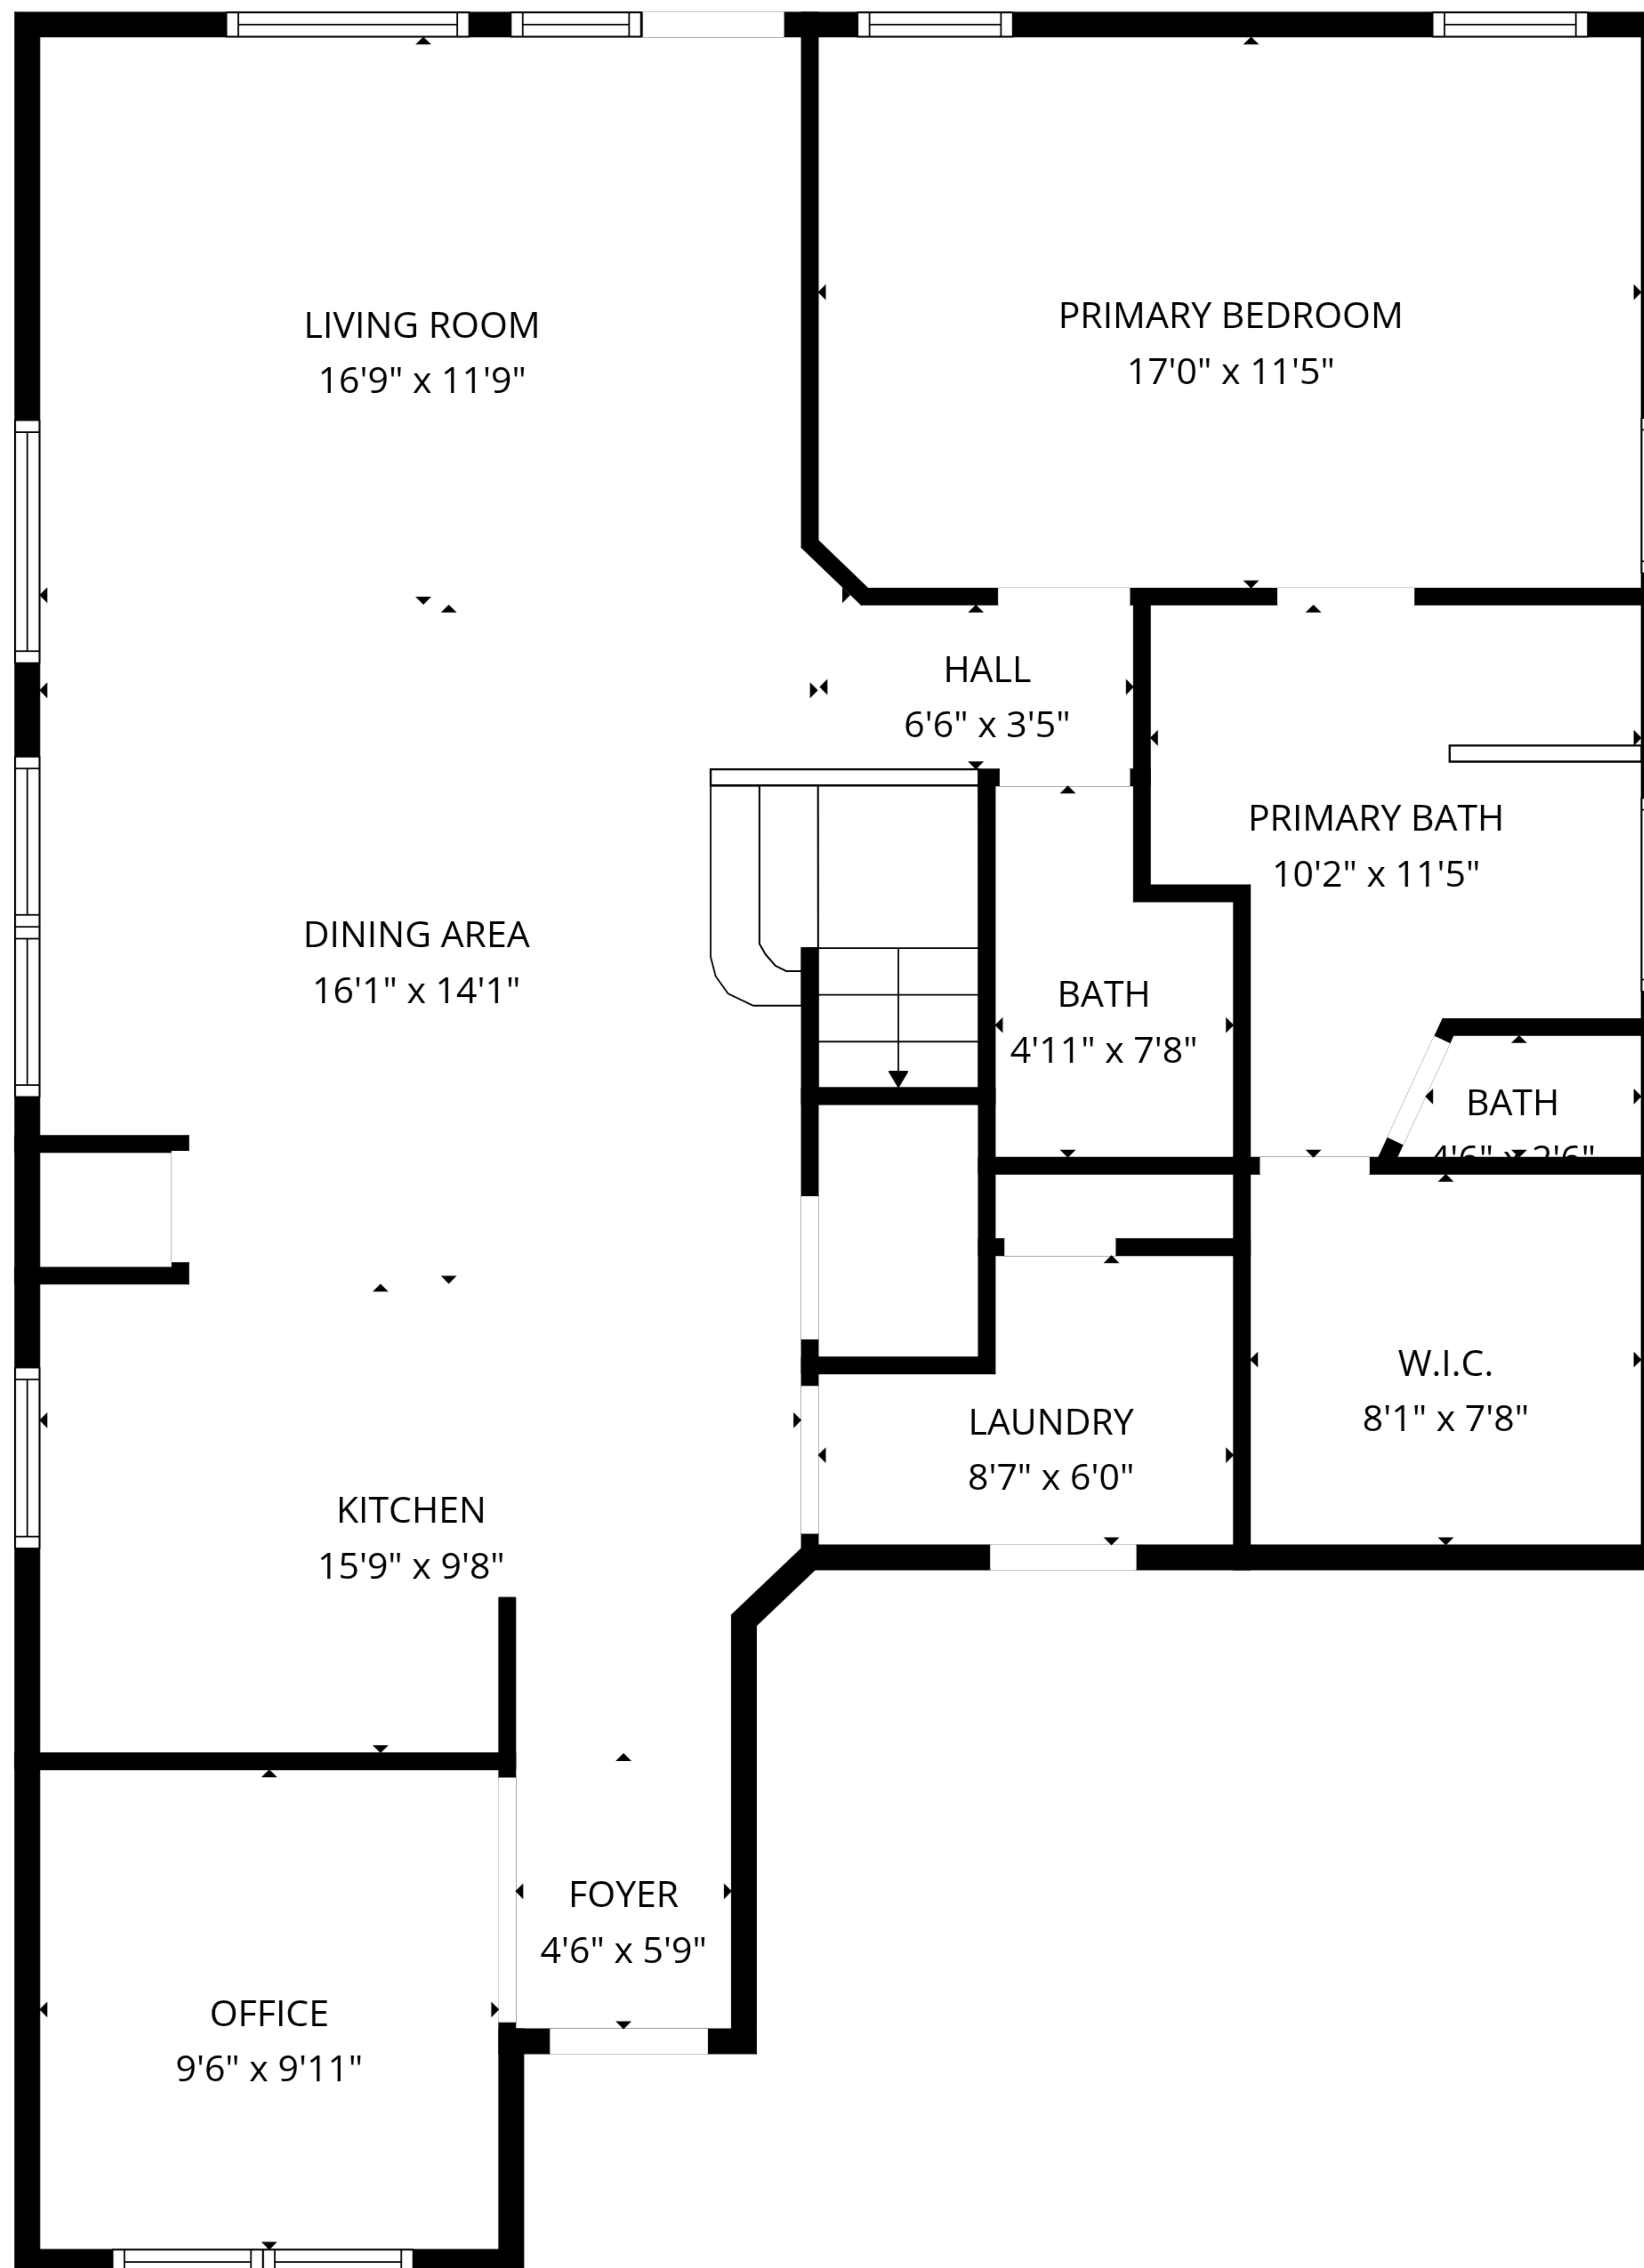 LIVING ROOM
16'9" x 11'9"
PRIMARY BEDROOM
17'0" x 11'5"
HALL
6'6" x 3'5"
PRIMARY BATH
10'2" x 11'5"
DINING AREA
16'1" x 14'1"
BATH
4'11" x 7'8"
BATH
4'6" x
W.I.C.
8'1" x 7'8"
LAUNDRY
8'7" x 6'0"
KITCHEN
15'9" x 9'8"
FOYER
4'6" x 5'9"
OFFICE
9'6" x 9'11"